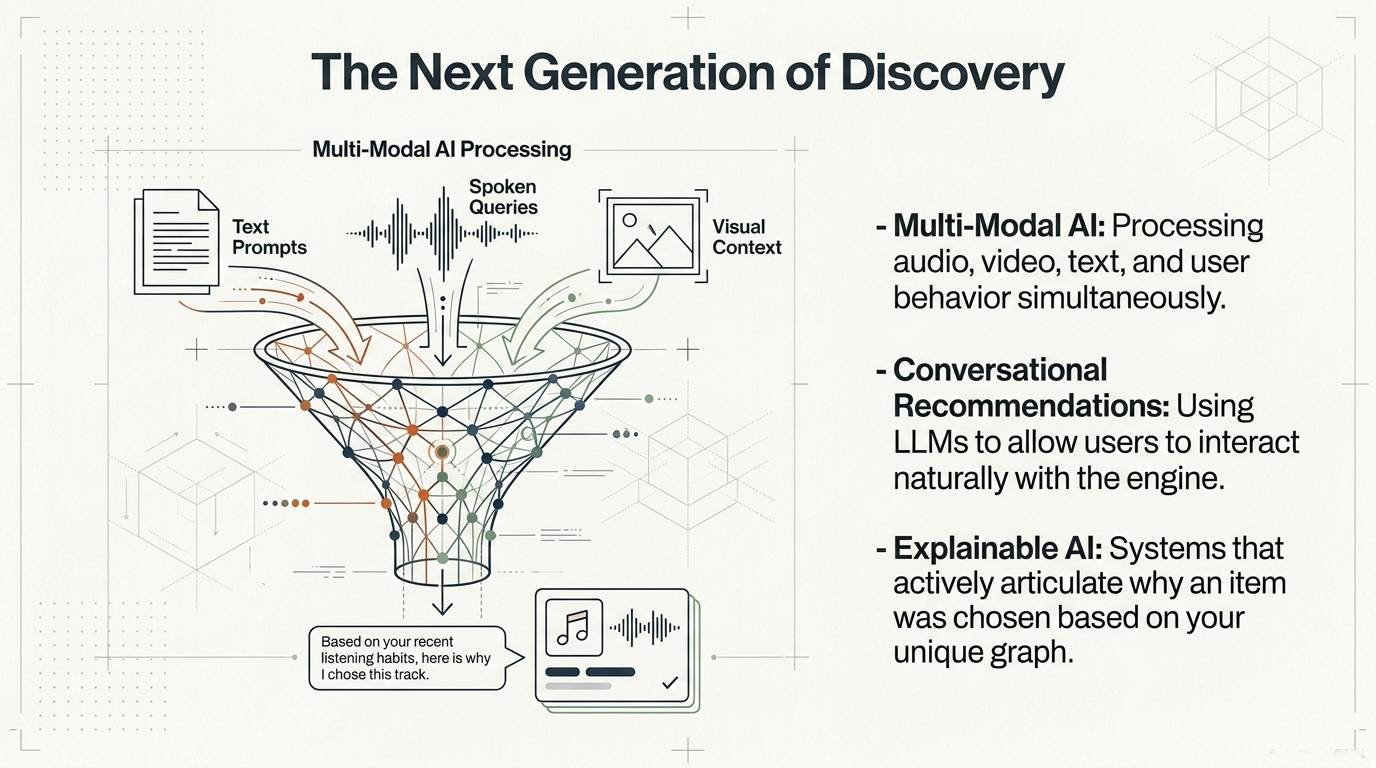 The Next Generation of Discovery
Multi-Modal AI Processing
Text
Prompts
Spoken
Queries
Visual
Context
Based on your recent
listening habits, here is why
I chose this track.
- Multi-Modal AI: Processing
audio, video, text, and user
behavior simultaneously.
- Conversational
Recommendations: Using
LLMs to allow users to interact
naturally with the engine.
- Explainable AI: Systems that
actively articulate why an item
was chosen based on your
unique graph.